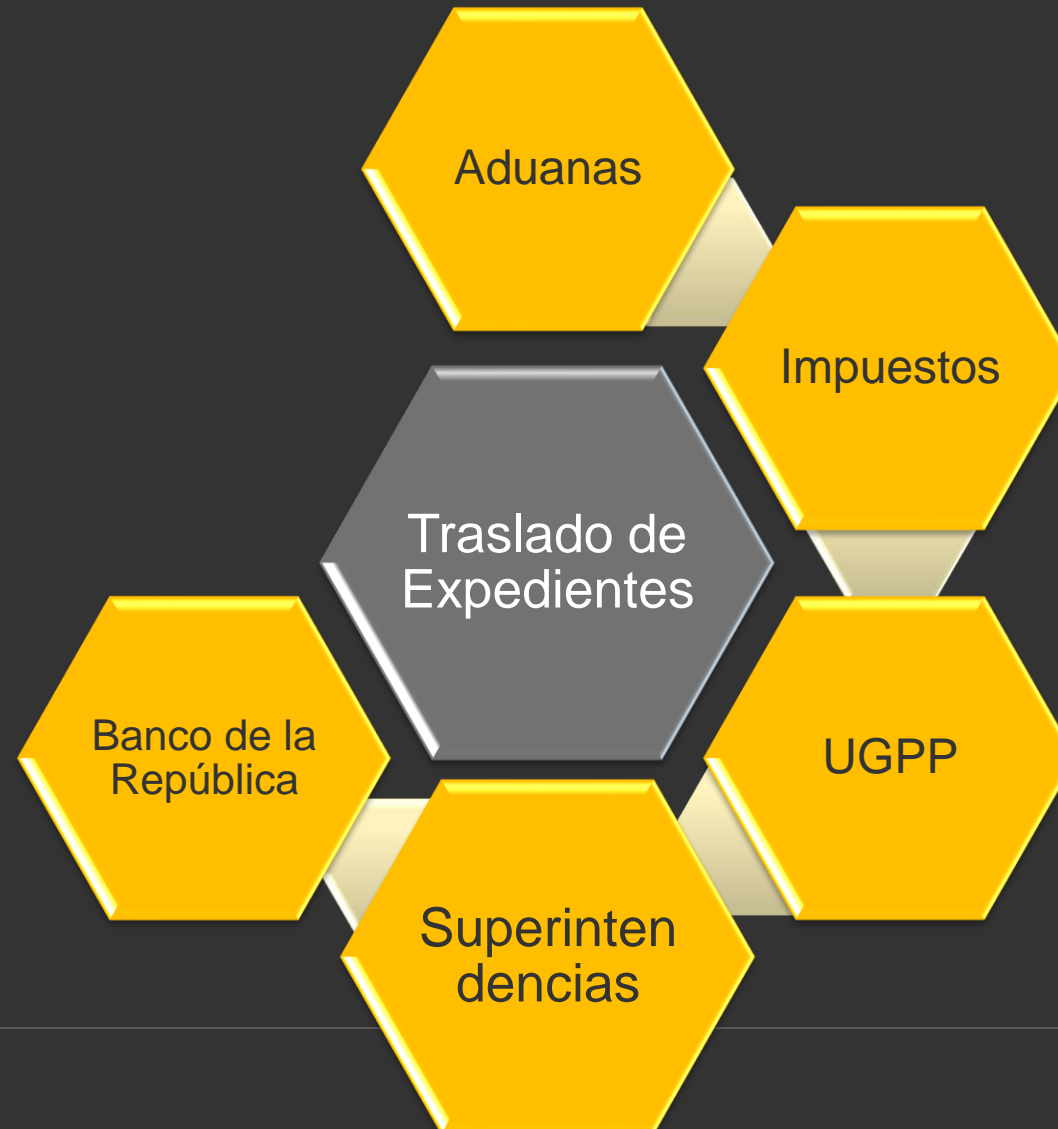 Aduanas
Impuestos
Traslado de
Expedientes
Banco de la
República
UGPP
Superinten
dencias